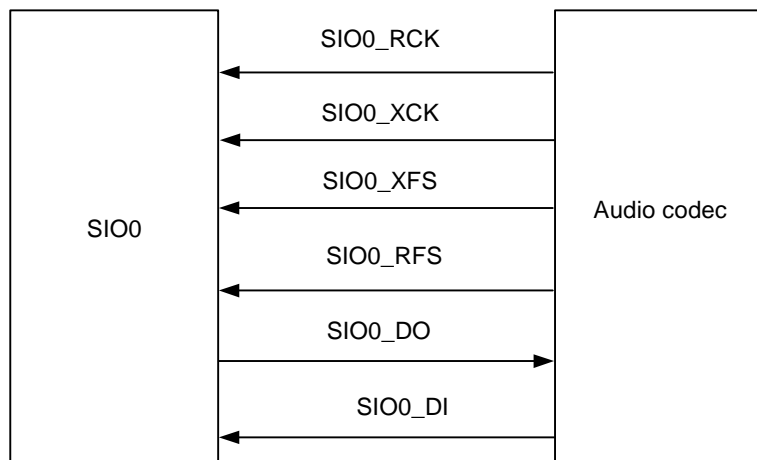 SIO0_RCK
SIO0_XCK
SIO0_XFS
SIO0
Audio codec
SIO0_RFS
SIO0_DO
SIO0_DI